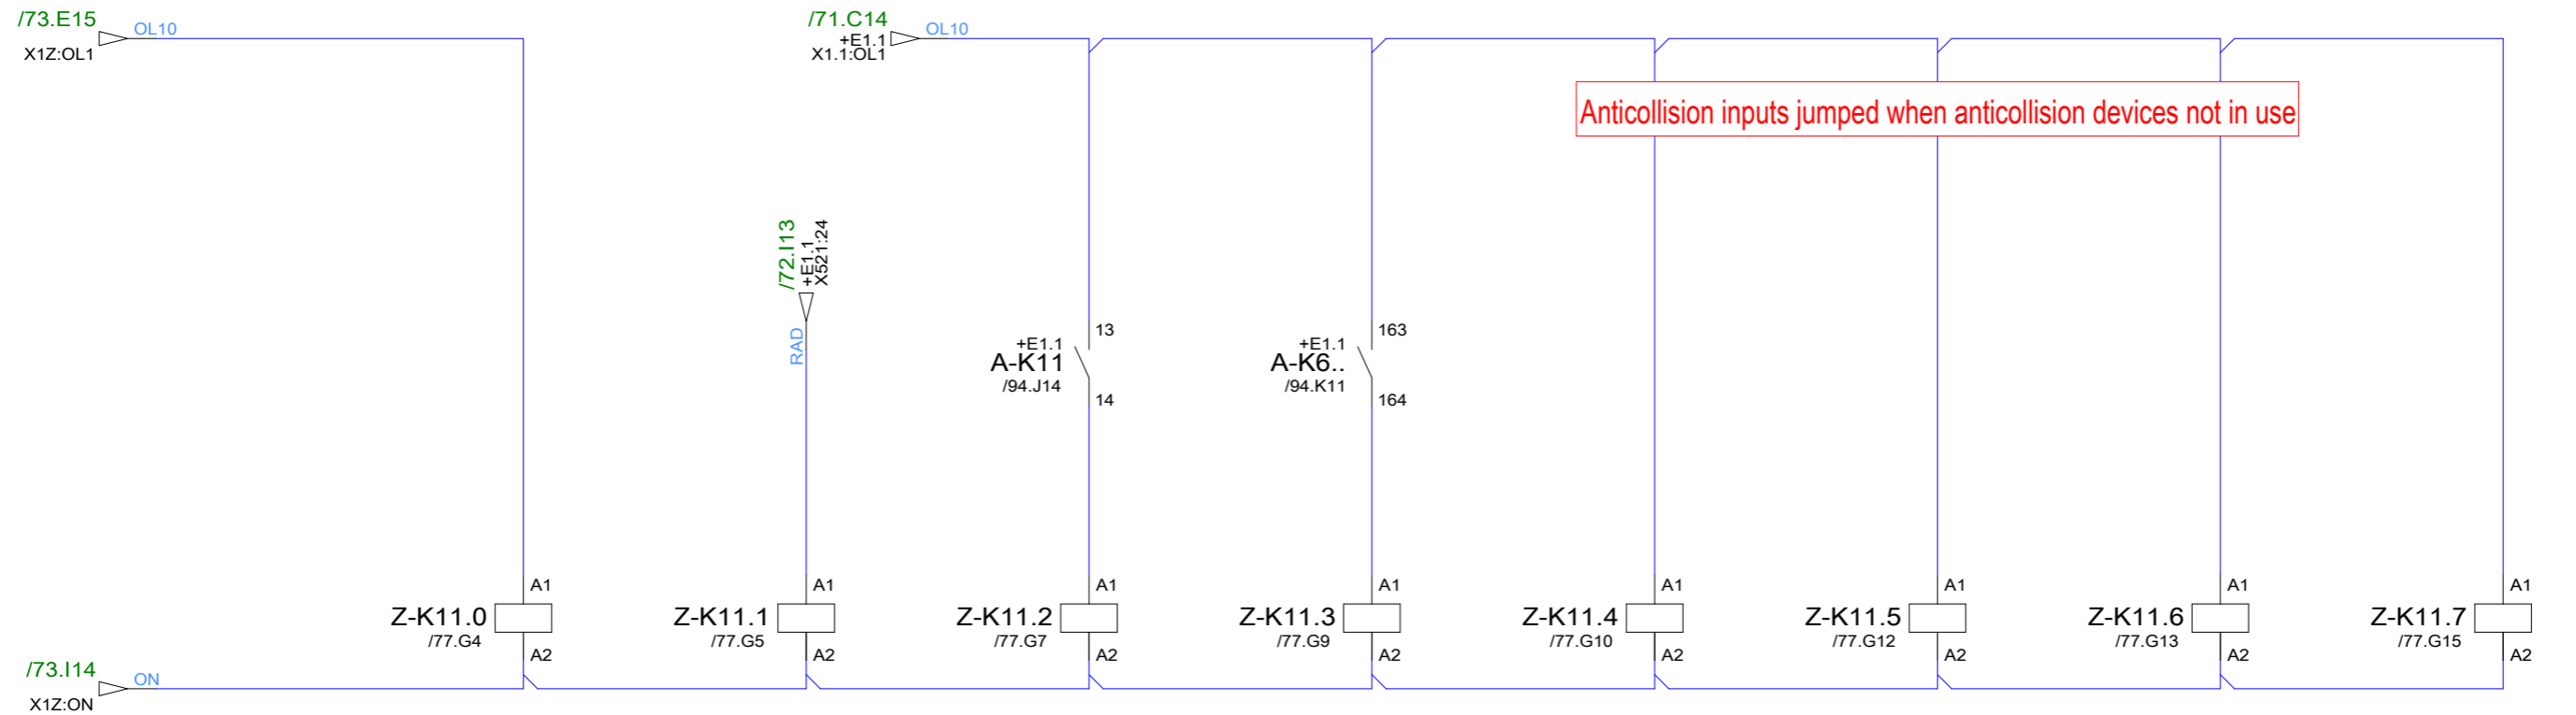 /73.E15
OL10
X1Z:OL1
/71.C14
OL10
+E1.1
X1.1:OL1
Anticollision inputs jumped when anticollision devices not in use
/72.I13
+E1.1
X521:24
RAD
13
+E1.1
A-K11
/94.J14
14
163
+E1.1
A-K6..
/94.K11
164
A1
Z-K11.0
/77.G4
A2
A1
Z-K11.1
/77.G5
A2
A1
Z-K11.2
/77.G7
A2
A1
Z-K11.3
/77.G9
A2
A1
Z-K11.4
/77.G10
A2
A1
Z-K11.5
/77.G12
A2
A1
Z-K11.6
/77.G13
A2
A1
Z-K11.7
/77.G15
A2
/73.I14
ON
X1Z:ON